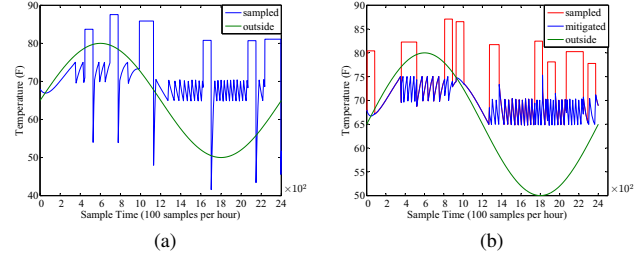 90
80
70
60
50
40
Temperature (F)
0 2 4 6 8 10 12 14 16 18 20 22 24
×10²
Sample Time (100 samples per hour)
sampled
outside
(a)
90
85
80
75
70
65
60
55
50
Temperature (F)
0 2 4 6 8 10 12 14 16 18 20 22 24
×10²
Sample Time (100 samples per hour)
sampled
mitigated
outside
(b)